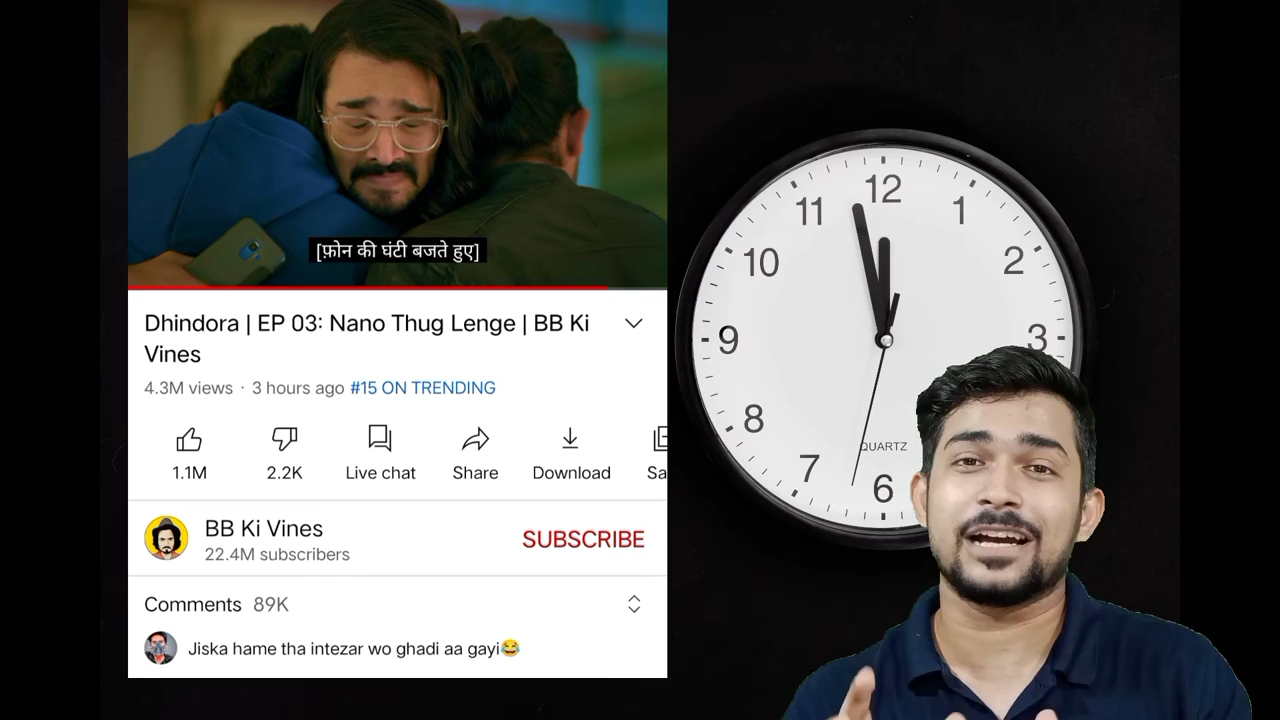 [फ़ोन की घंटी बजते हुए]
Dhindora | EP 03: Nano Thug Lenge | BB Ki
Vines
4.3M views · 3 hours ago #15 ON TRENDING
1.1M
2.2K
Live chat
Share
Download
Sa
BB Ki Vines
22.4M subscribers
SUBSCRIBE
Comments 89K
Jiska hame tha intezar wo ghadi aa gayi😂
12
1
2
3
6
7
8
9
10
11
QUARTZ